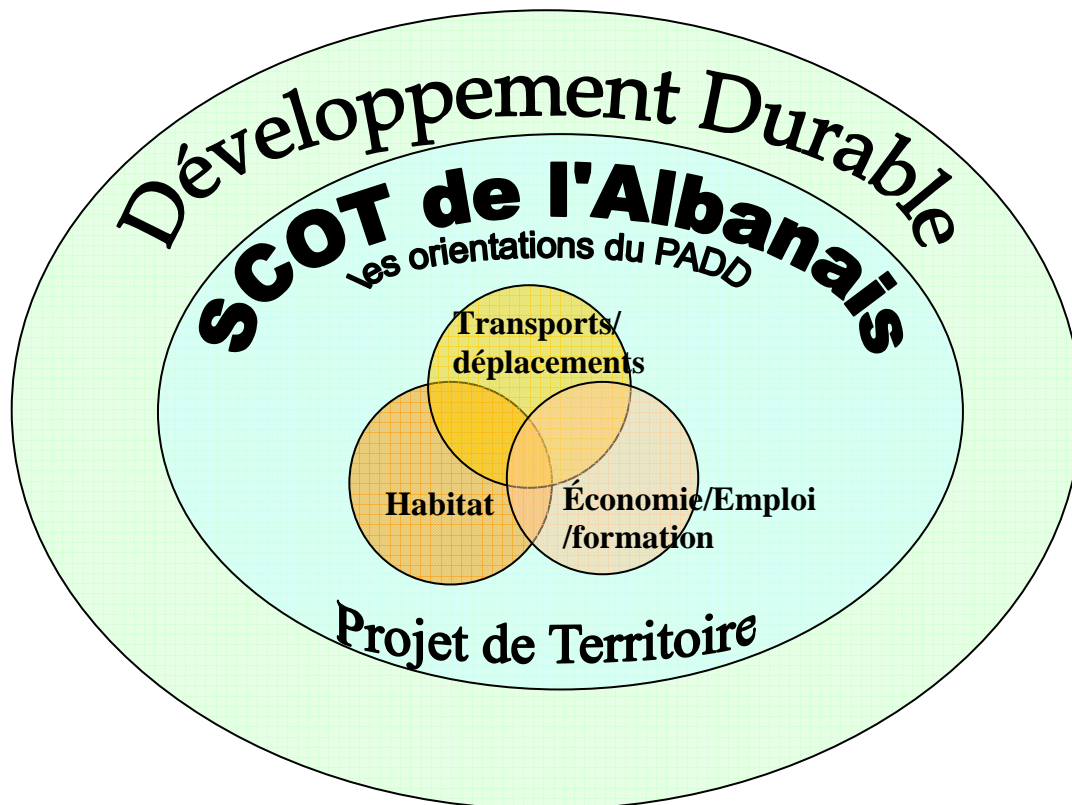 Développement Durable
SCOT de l'Albanais
les orientations du PADD
Transports/
déplacements
Habitat
Économie/Emploi
/formation
Projet de Territoire